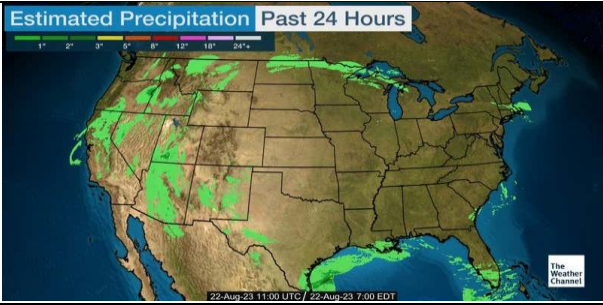 Estimated Precipitation Past 24 Hours
1" 2" 3" 5" 8" 12" 18" 24"+
The
Weather
Channel
22-Aug-23 11:00 UTC / 22-Aug-23 7:00 EDT